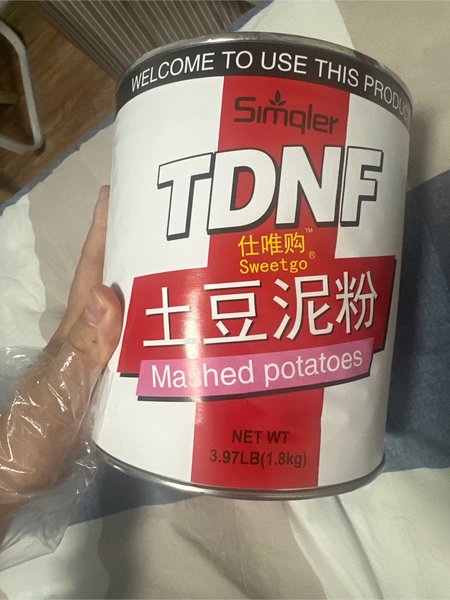 WELCOME TO USE THIS PRODUC
Simqler
TDNF
仕唯购™
Sweetgo®
土豆泥粉
Mashed potatoes
NET WT
3.97LB(1.8kg)